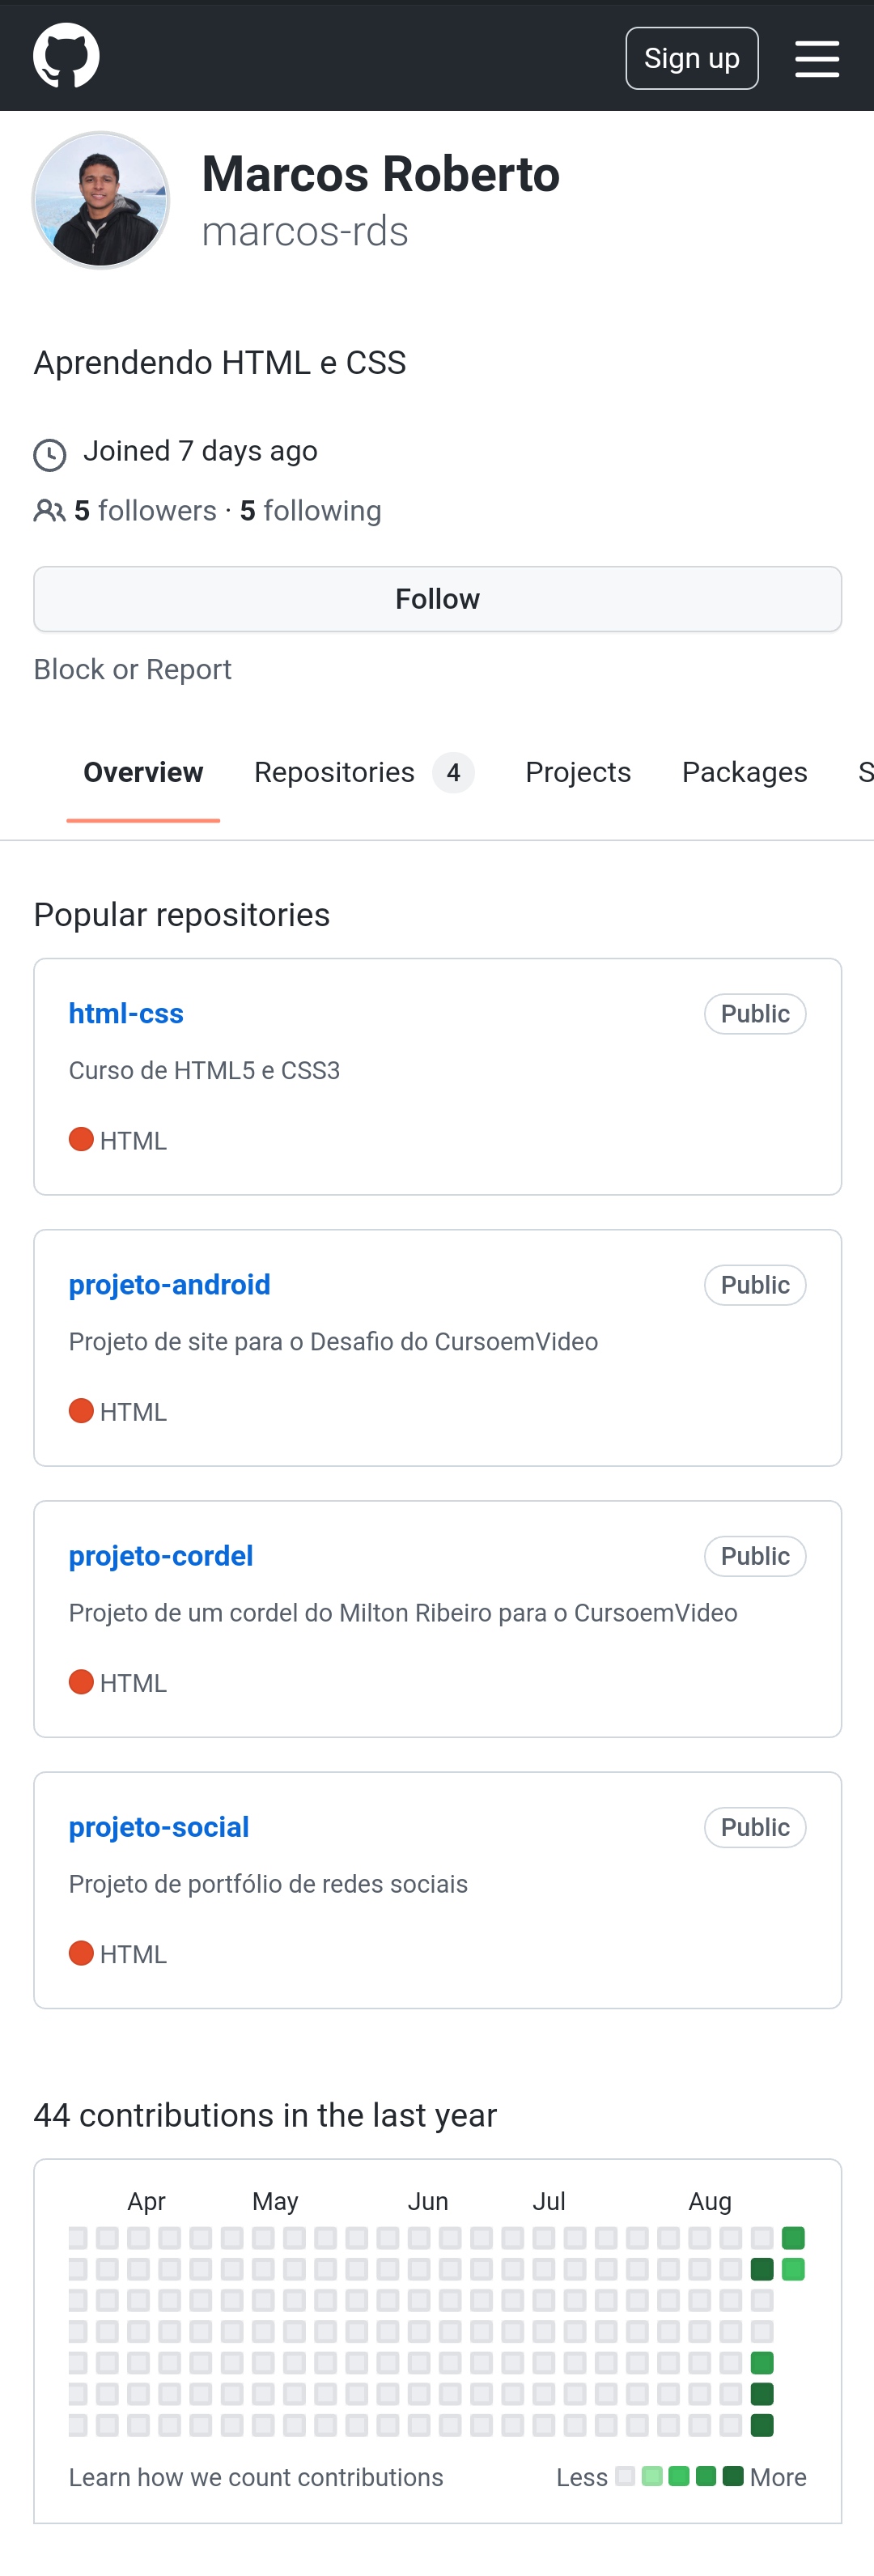 Sign up
Marcos Roberto
marcos-rds
Aprendendo HTML e CSS
Joined 7 days ago
5 followers · 5 following
Follow
Block or Report
Overview Repositories 4 Projects Packages S
Popular repositories
html-css Public
Curso de HTML5 e CSS3
HTML
projeto-android Public
Projeto de site para o Desafio do CursoemVideo
HTML
projeto-cordel Public
Projeto de um cordel do Milton Ribeiro para o CursoemVideo
HTML
projeto-social Public
Projeto de portfólio de redes sociais
HTML
44 contributions in the last year
Apr May Jun Jul Aug
Learn how we count contributions Less More